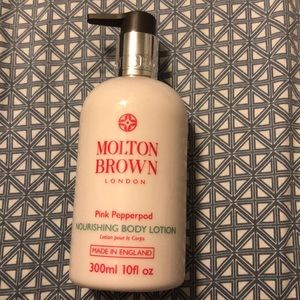 MOLTON
BROWN
LONDON
Pink Pepperpod
NOURISHING BODY LOTION
Lotion pour le Corps
MADE IN ENGLAND
300ml 10fl oz